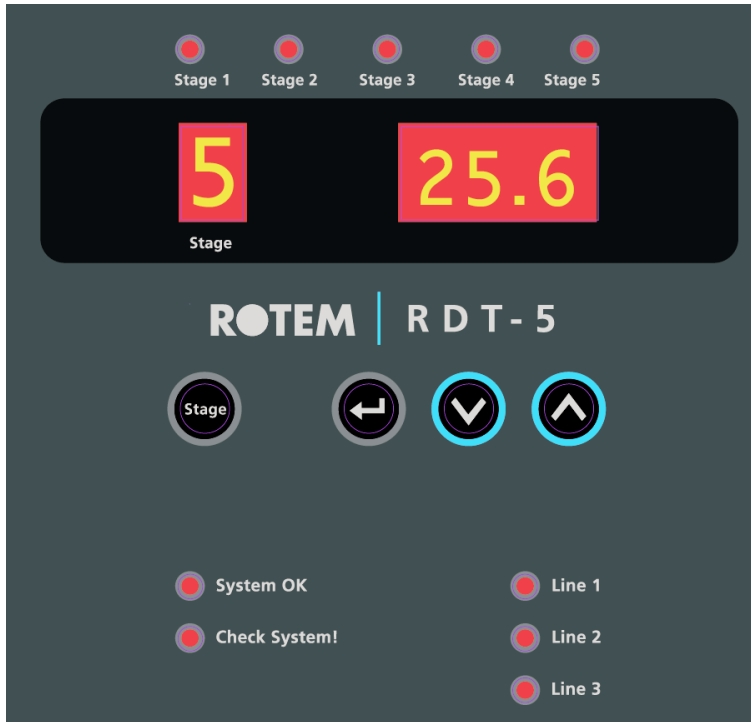 Stage 1 Stage 2 Stage 3 Stage 4 Stage 5
5 25.6
Stage
ROTEM RDT-5
Stage
System OK Line 1
Check System! Line 2
Line 3